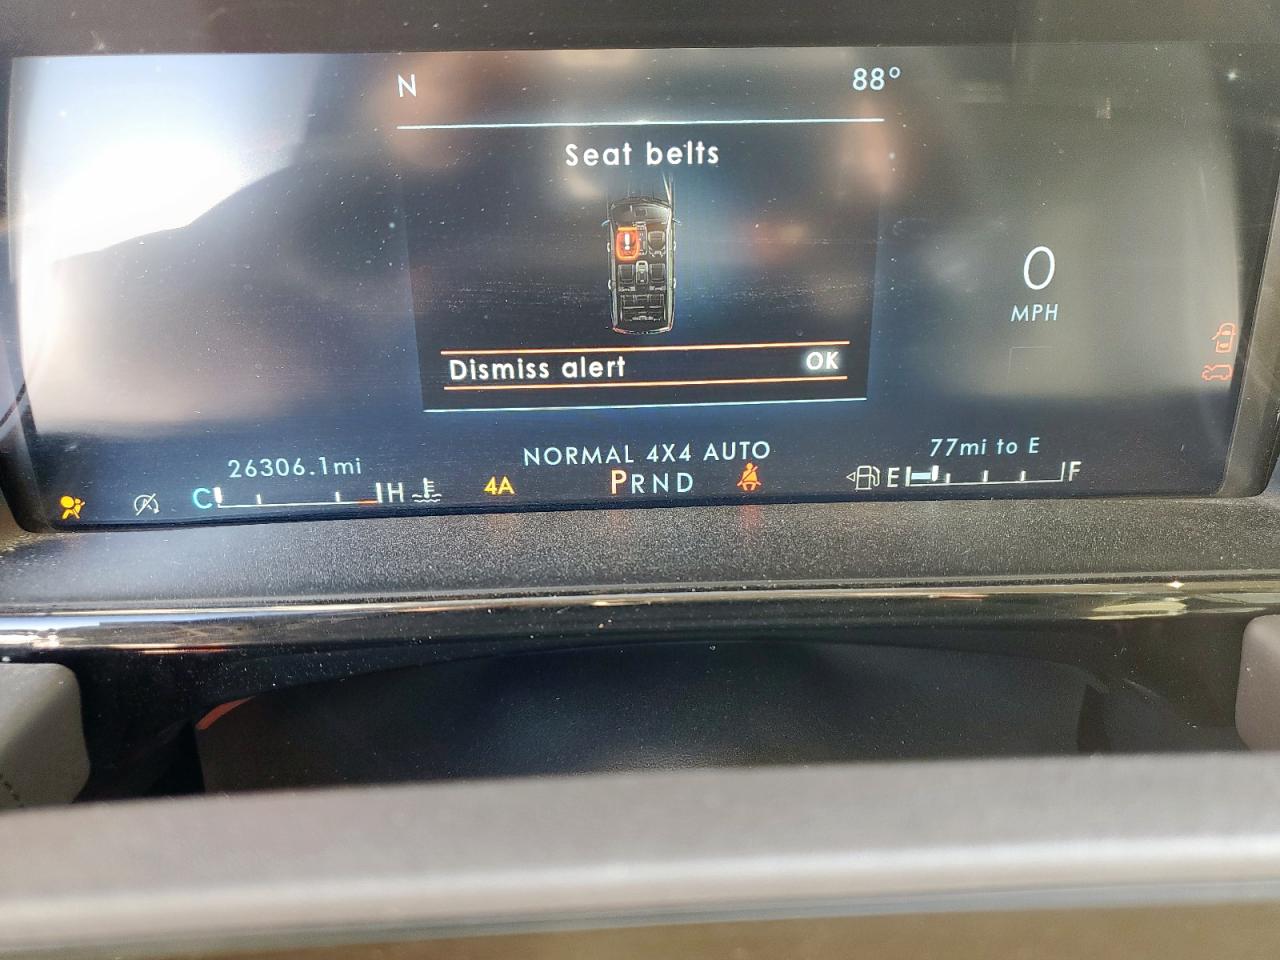 N 88°
Seat belts
0
MPH
Dismiss alert OK
NORMAL 4X4 AUTO
26306.1mi
77mi to E
C H
4A
PRND
E F